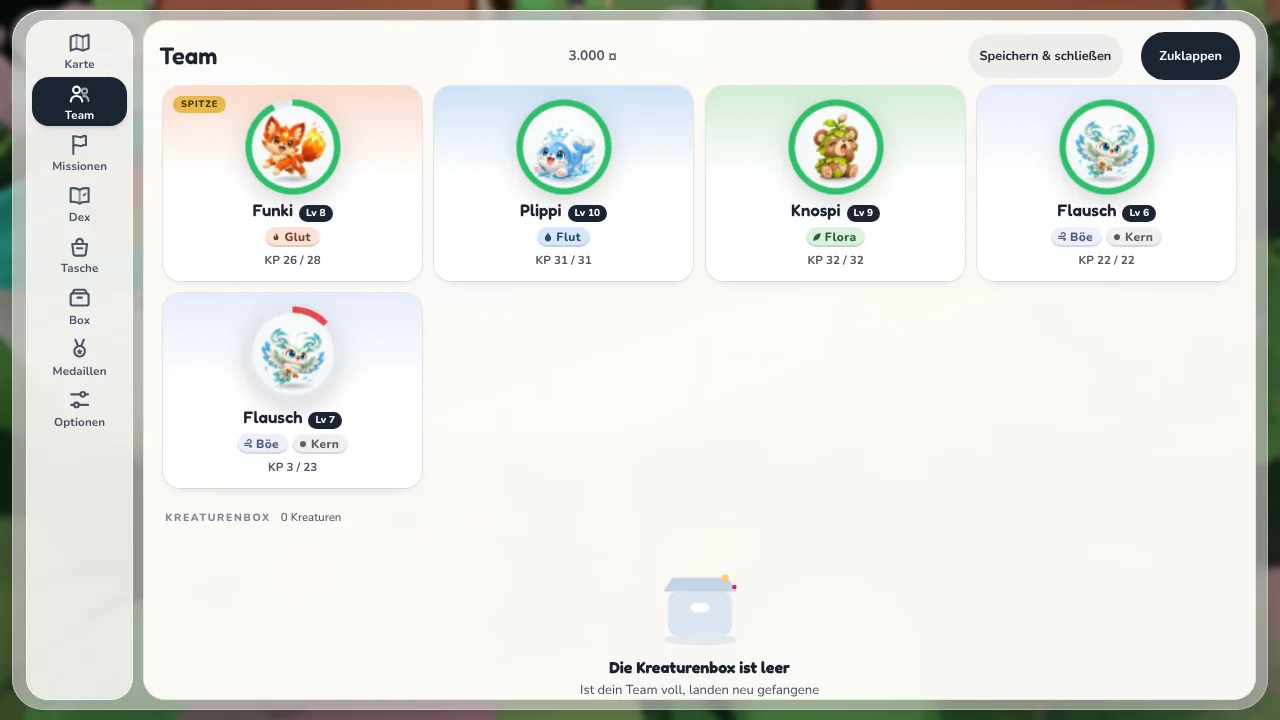 Karte
Team
Missionen
Dex
Tasche
Box
Medaillen
Optionen
Team
3.000 ¤
Speichern & schließen
Zuklappen
SPITZE
Funki Lv 8
Glut
KP 26 / 28
Plippi Lv 10
Flut
KP 31 / 31
Knospi Lv 9
Flora
KP 32 / 32
Flausch Lv 6
Böe Kern
KP 22 / 22
Flausch Lv 7
Böe Kern
KP 3 / 23
KREATURENBOX 0 Kreaturen
Die Kreaturenbox ist leer
Ist dein Team voll, landen neu gefangene